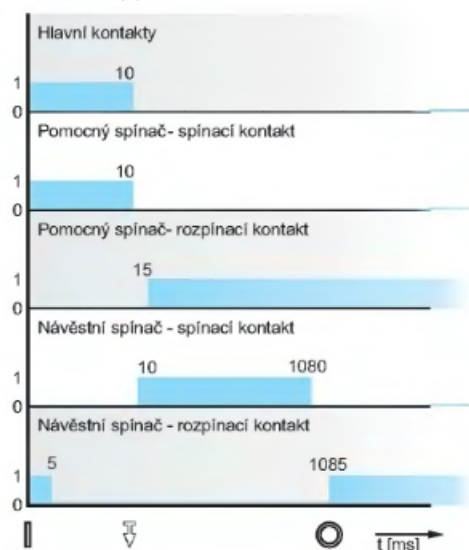 Hlavní kontakty
10
1
0
Pomocný spínač - spínací kontakt
10
1
0
Pomocný spínač- rozpínací kontakt
15
1
0
Návěstní spínač - spínací kontakt
10 1080
1
0
Návěstní spínač - rozpínací kontakt
5 1085
1
0
t [ms]